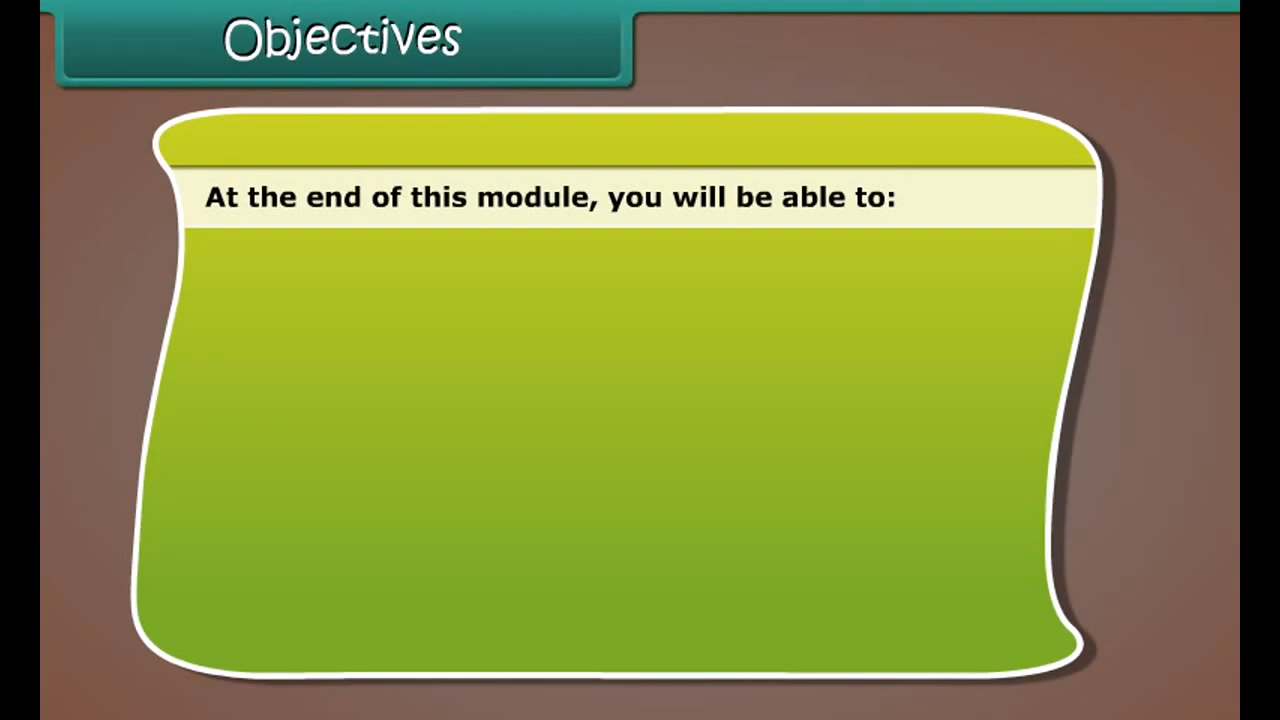 Objectives
At the end of this module, you will be able to: